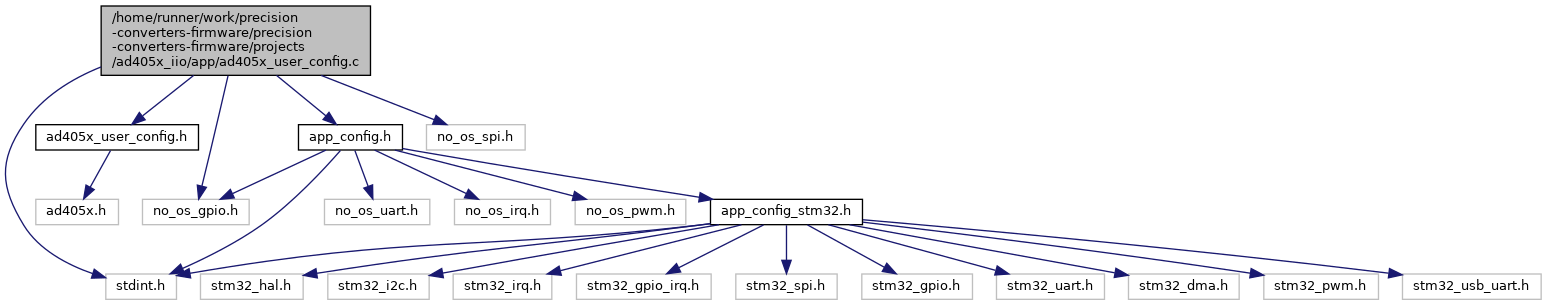 /home/runner/work/precision
-converters-firmware/precision
-converters-firmware/projects
/ad405x_iio/app/ad405x_user_config.c
ad405x_user_config.h
app_config.h
no_os_spi.h
ad405x.h
no_os_gpio.h
no_os_uart.h
no_os_irq.h
no_os_pwm.h
app_config_stm32.h
stdint.h
stm32_hal.h
stm32_i2c.h
stm32_irq.h
stm32_gpio_irq.h
stm32_spi.h
stm32_gpio.h
stm32_uart.h
stm32_dma.h
stm32_pwm.h
stm32_usb_uart.h